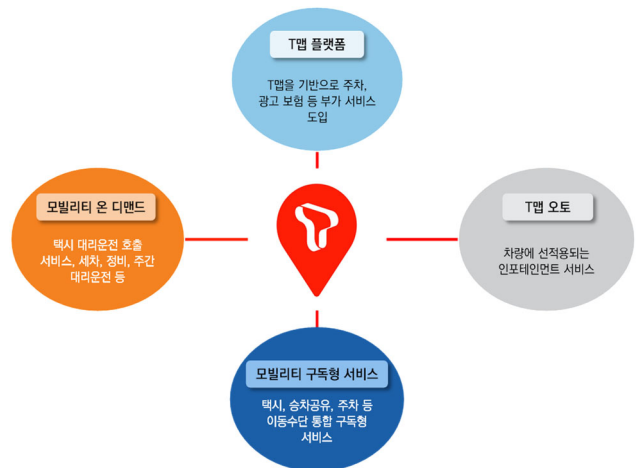 T맵 플랫폼
T맵을 기반으로 주차,
광고 보험 등 부가 서비스
도입
모빌리티 온 디맨드
택시 대리운전 호출
서비스, 세차, 정비, 주간
대리운전 등
T맵 오토
차량에 선적용되는
인포테인먼트 서비스
모빌리티 구독형 서비스
택시, 승차공유, 주차 등
이동수단 통합 구독형
서비스